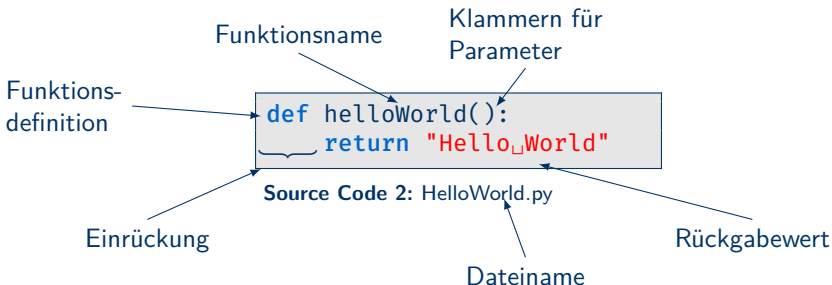 Funktionsname
Klammern für
Parameter
Funktions-
definition
def helloWorld():
return "Hello␣World"
Source Code 2: HelloWorld.py
Einrückung
Rückgabewert
Dateiname